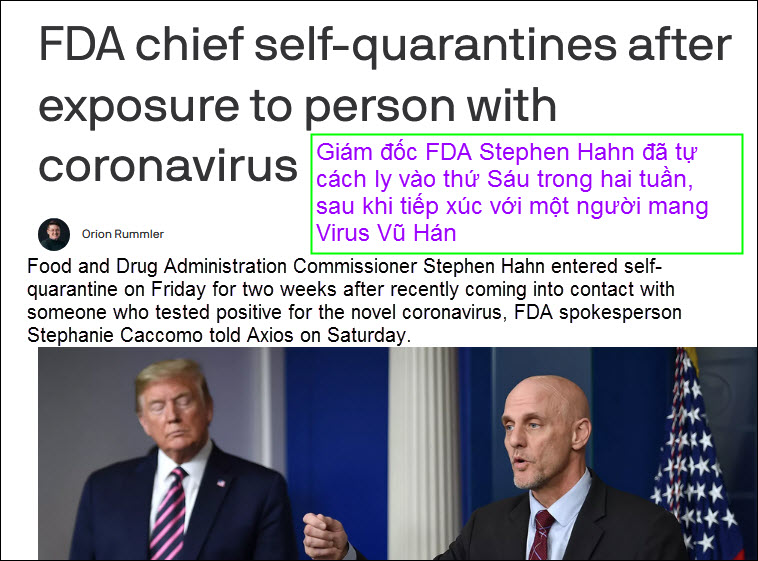 FDA chief self-quarantines after
exposure to person with
coronavirus
Giám đốc FDA Stephen Hahn đã tự
cách ly vào thứ Sáu trong hai tuần,
sau khi tiếp xúc với một người mang
Virus Vũ Hán
Orion Rummler
Food and Drug Administration Commissioner Stephen Hahn entered self-
quarantine on Friday for two weeks after recently coming into contact with
someone who tested positive for the novel coronavirus, FDA spokesperson
Stephanie Caccomo told Axios on Saturday.